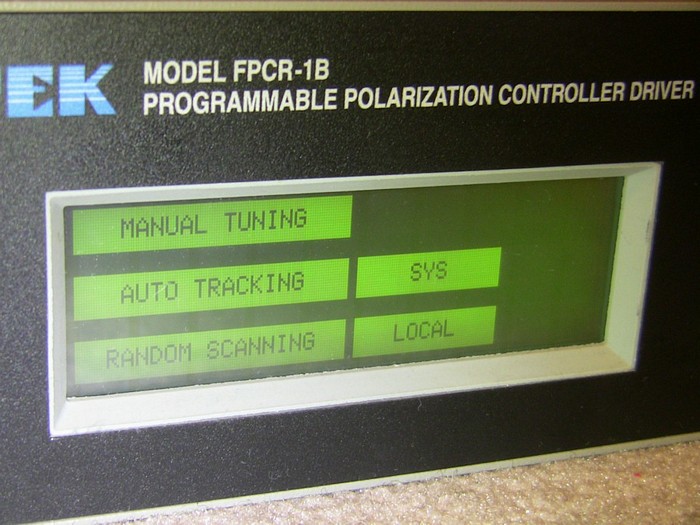 EK
MODEL FPCR-1B
PROGRAMMABLE POLARIZATION CONTROLLER DRIVER
MANUAL TUNING
AUTO TRACKING SYS
RANDOM SCANNING LOCAL